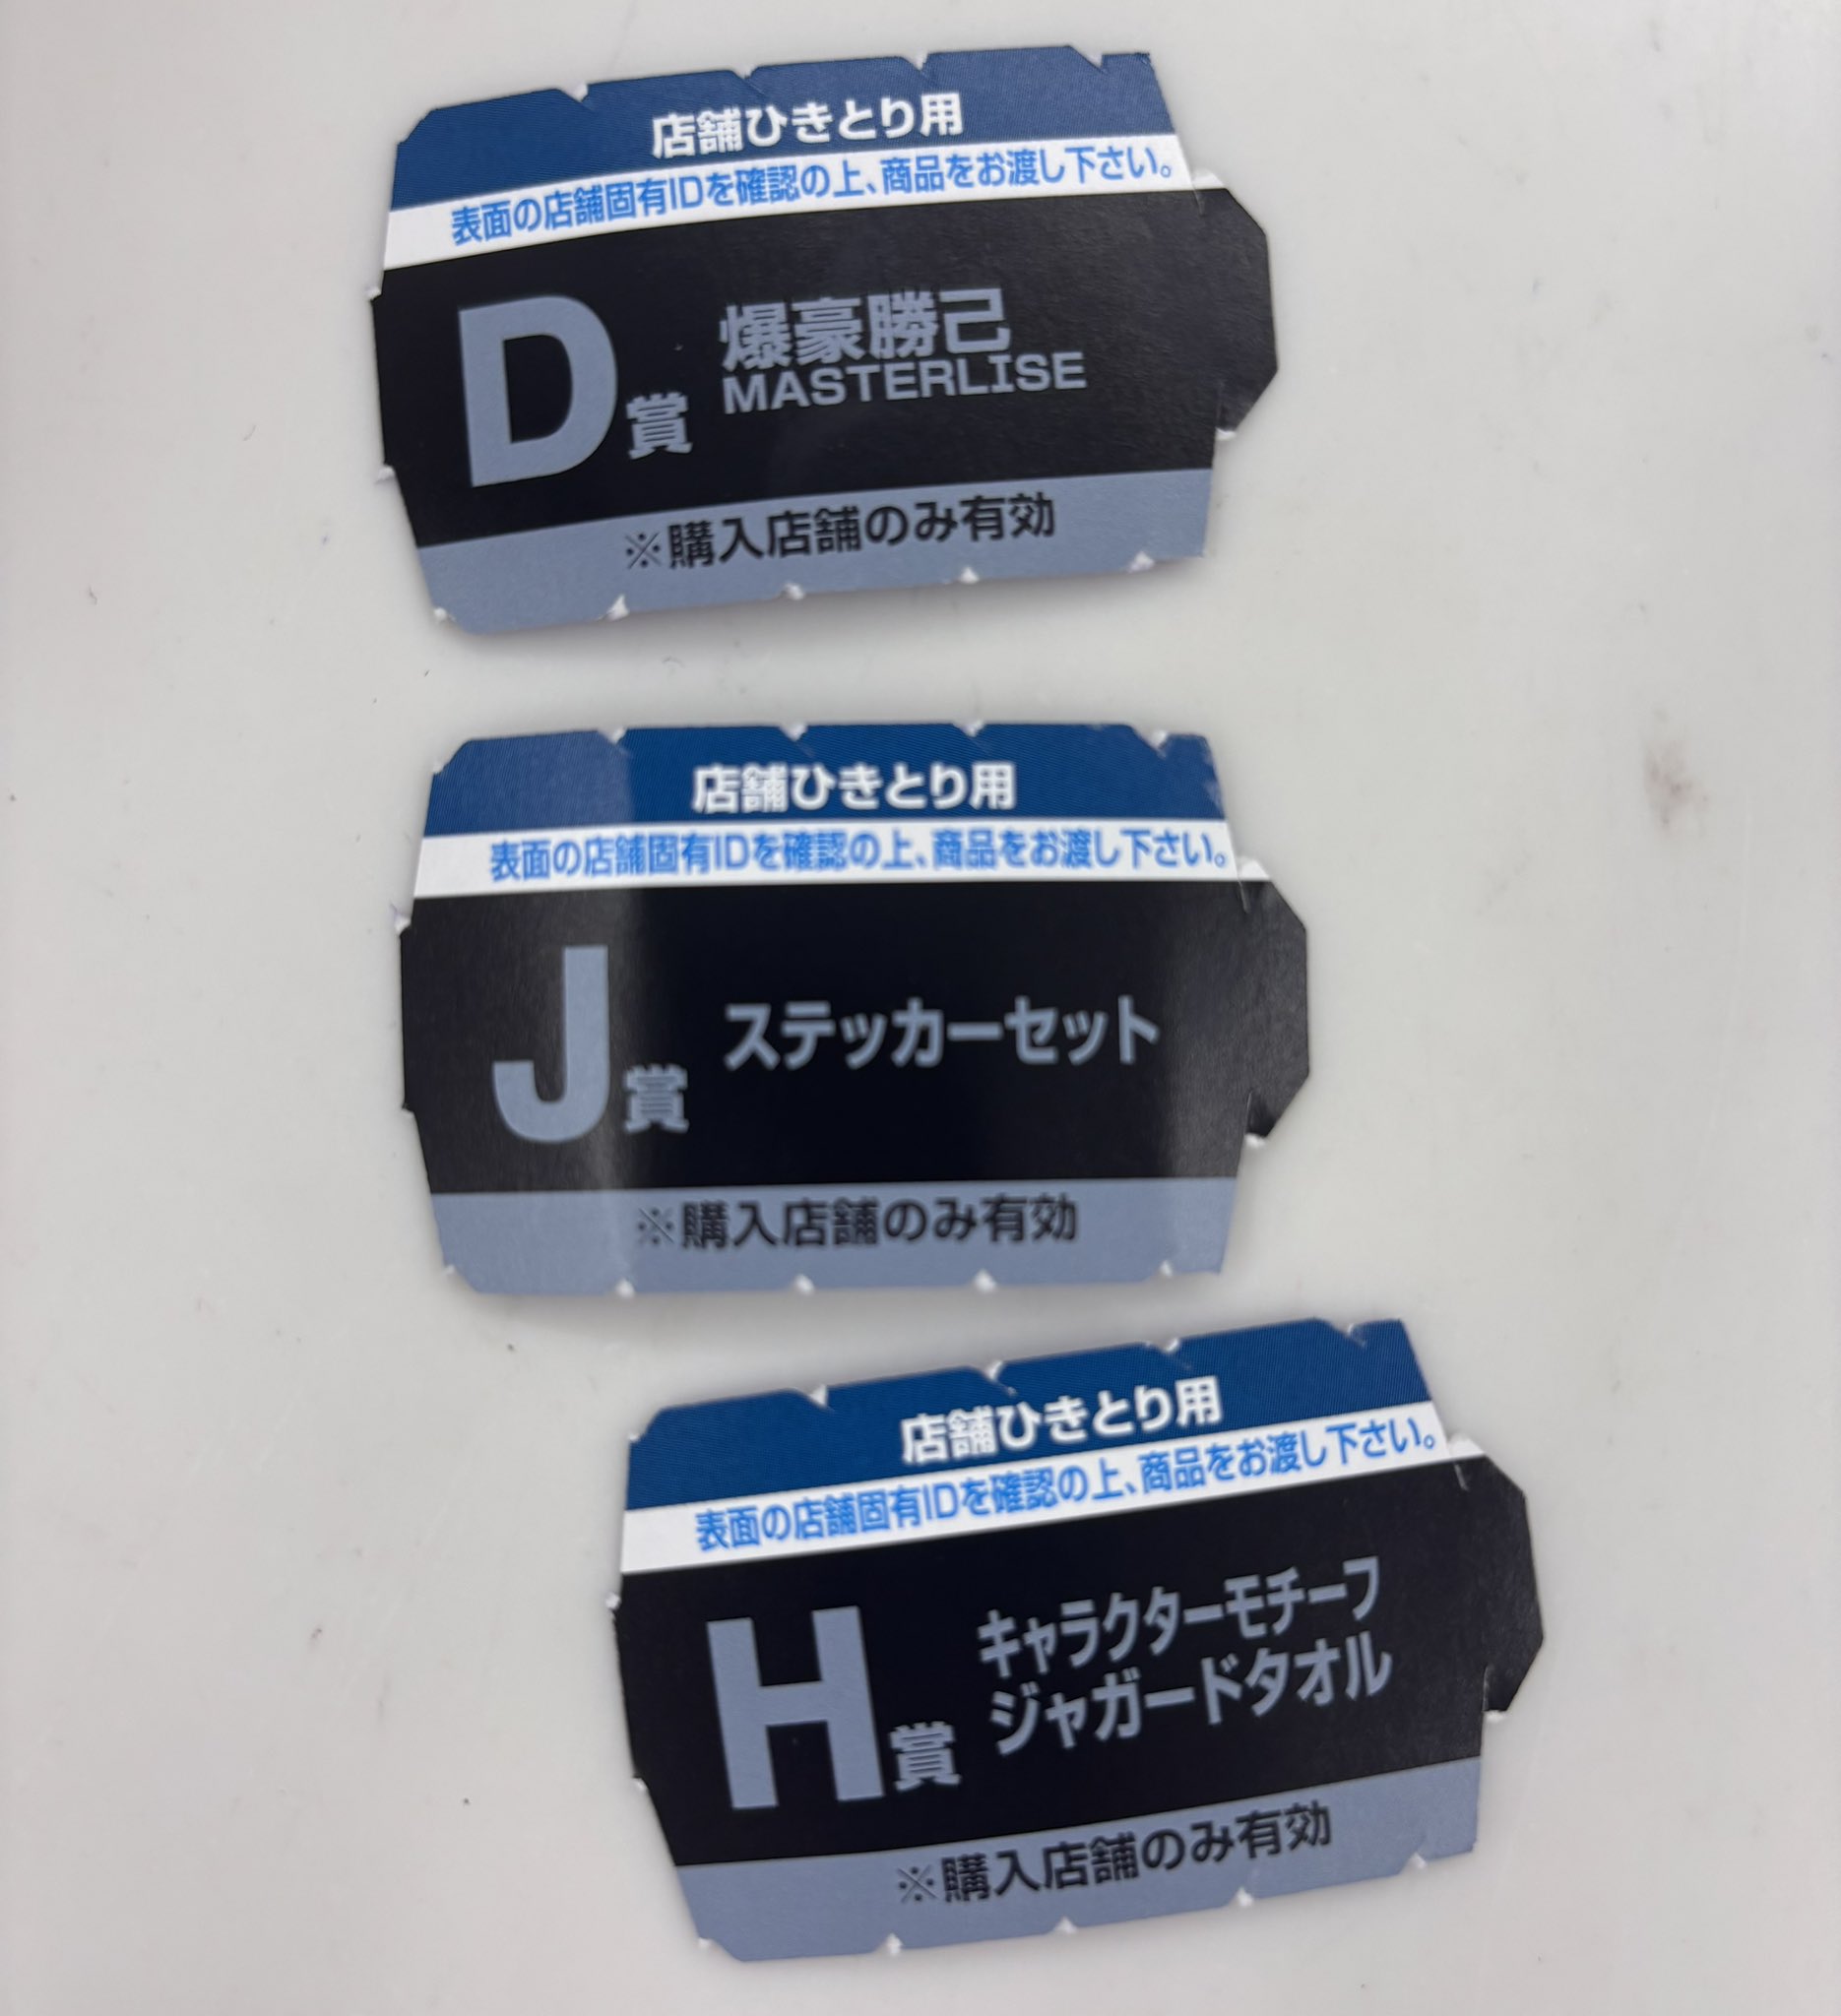 店舗ひきとり用
表面の店舗固有IDを確認の上、商品をお渡し下さい。
D賞
爆豪勝己
MASTERLISE
※購入店舗のみ有効
店舗ひきとり用
表面の店舗固有IDを確認の上、商品をお渡し下さい。
J賞 ステッカーセット
※購入店舗のみ有効
店舗ひきとり用
表面の店舗固有IDを確認の上、商品をお渡し下さい。
H賞
キャラクターモチーフ
ジャガードタオル
※購入店舗のみ有効